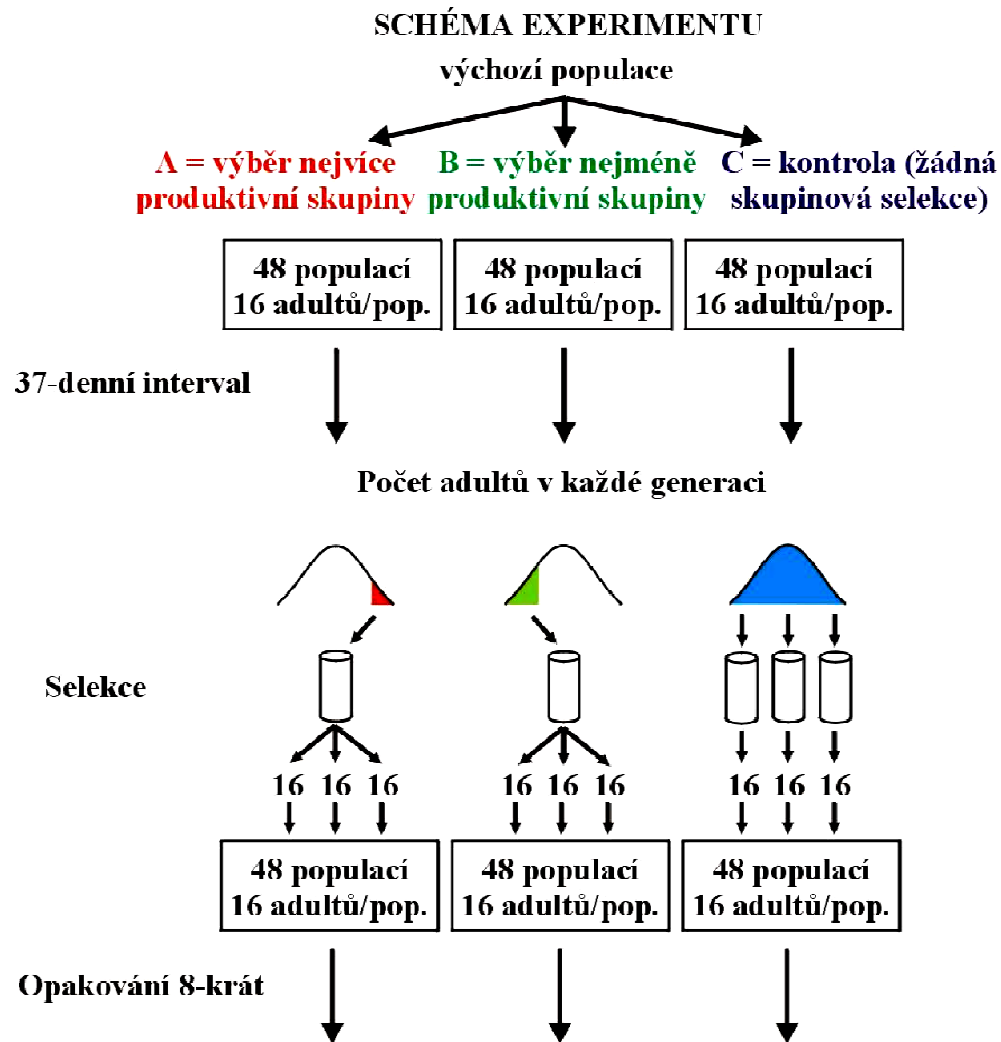 SCHÉMA EXPERIMENTU
výchozí populace
A = výběr nejvíce
produktivní skupiny
B = výběr nejméně
produktivní skupiny
C = kontrola (žádná
skupinová selekce)
48 populací
16 adultů/pop.
48 populací
16 adultů/pop.
48 populací
16 adultů/pop.
37-denní interval
Počet adultů v každé generaci
Selekce
16 16 16
16 16 16
16 16 16
48 populací
16 adultů/pop.
48 populací
16 adultů/pop.
48 populací
16 adultů/pop.
Opakování 8-krát